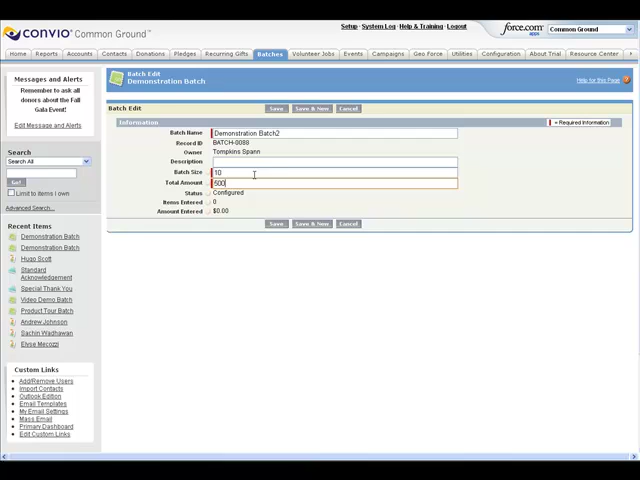 CONVIO Common Ground
Setup · System Log · Help & Training · Logout
force.com apps
Common Ground
Home Reports Accounts Contacts Donations Pledges Recurring Gifts Batches Volunteer Jobs Events Campaigns Geo Force Utilities Configuration About Trial Resource Center
Messages and Alerts
Remember to ask all
donors about the Fall
Gala Event!
Edit Message and Alerts
Search
Search All
Go!
Limit to items I own
Advanced Search...
Recent Items
Demonstration Batch
Demonstration Batch
Hugo Scott
Standard
Acknowledgement
Special Thank You
Video Demo Batch
Product Tour Batch
Andrew Johnson
Sachin Wadhawan
Elyse Mecozzi
Custom Links
Add/Remove Users
Import Contacts
Outlook Edition
Email Templates
My Email Settings
Mass Email
Primary Dashboard
Edit Custom Links
Batch Edit
Demonstration Batch
Help for this Page
Batch Edit
Save Save & New Cancel
Information
= Required Information
Batch Name Demonstration Batch2
Record ID BATCH-0088
Owner Tompkins Spann
Description
Batch Size 10
Total Amount 500
Status Configured
Items Entered 0
Amount Entered $0.00
Save Save & New Cancel